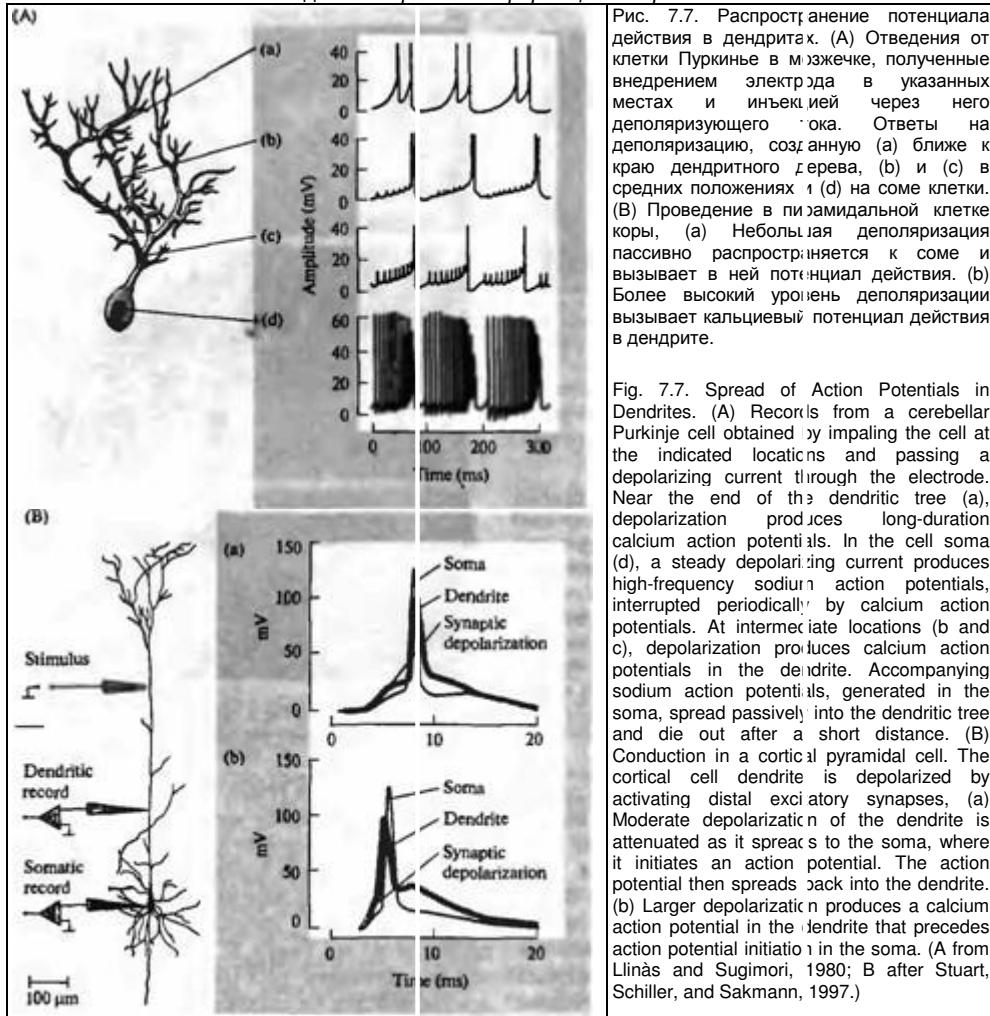 (A)
(a)
(b)
(c)
(d)
Amplitude (mV)
40
20
0
40
20
0
40
20
0
60
40
20
0
0 100 200 300
Time (ms)
(B)
Stimulus
Dendritic
record
Somatic
record
100 µm
(a)
150
100
50
0
mV
Soma
Dendrite
Synaptic
depolarization
0 10 20
(b)
150
100
50
0
mV
Soma
Dendrite
Synaptic
depolarization
0 10 20
Time (ms)
Рис. 7.7. Распространение потенциала
действия в дендритах. (А) Отведения от
клетки Пуркинье в мозжечке, полученные
внедрением электрода в указанных
местах и инъекцией через него
деполяризующего тока. Ответы на
деполяризацию, созданную (a) ближе к
краю дендритного дерева, (b) и (c) в
средних положениях и (d) на соме клетки.
(В) Проведение в пирамидальной клетке
коры, (a) Небольшая деполяризация
пассивно распространяется к соме и
вызывает в ней потенциал действия. (b)
Более высокий уровень деполяризации
вызывает кальциевый потенциал действия
в дендрите.
Fig. 7.7. Spread of Action Potentials in
Dendrites. (A) Records from a cerebellar
Purkinje cell obtained by impaling the cell at
the indicated locations and passing a
depolarizing current through the electrode.
Near the end of the dendritic tree (a),
depolarization produces long-duration
calcium action potentials. In the cell soma
(d), a steady depolarizing current produces
high-frequency sodium action potentials,
interrupted periodically by calcium action
potentials. At intermediate locations (b and
c), depolarization produces calcium action
potentials in the dendrite. Accompanying
sodium action potentials, generated in the
soma, spread passively into the dendritic tree
and die out after a short distance. (B)
Conduction in a cortical pyramidal cell. The
cortical cell dendrite is depolarized by
activating distal excitatory synapses, (a)
Moderate depolarization of the dendrite is
attenuated as it spreads to the soma, where
it initiates an action potential. The action
potential then spreads back into the dendrite.
(b) Larger depolarization produces a calcium
action potential in the dendrite that precedes
action potential initiation in the soma. (A from
Llinàs and Sugimori, 1980; B after Stuart,
Schiller, and Sakmann, 1997.)